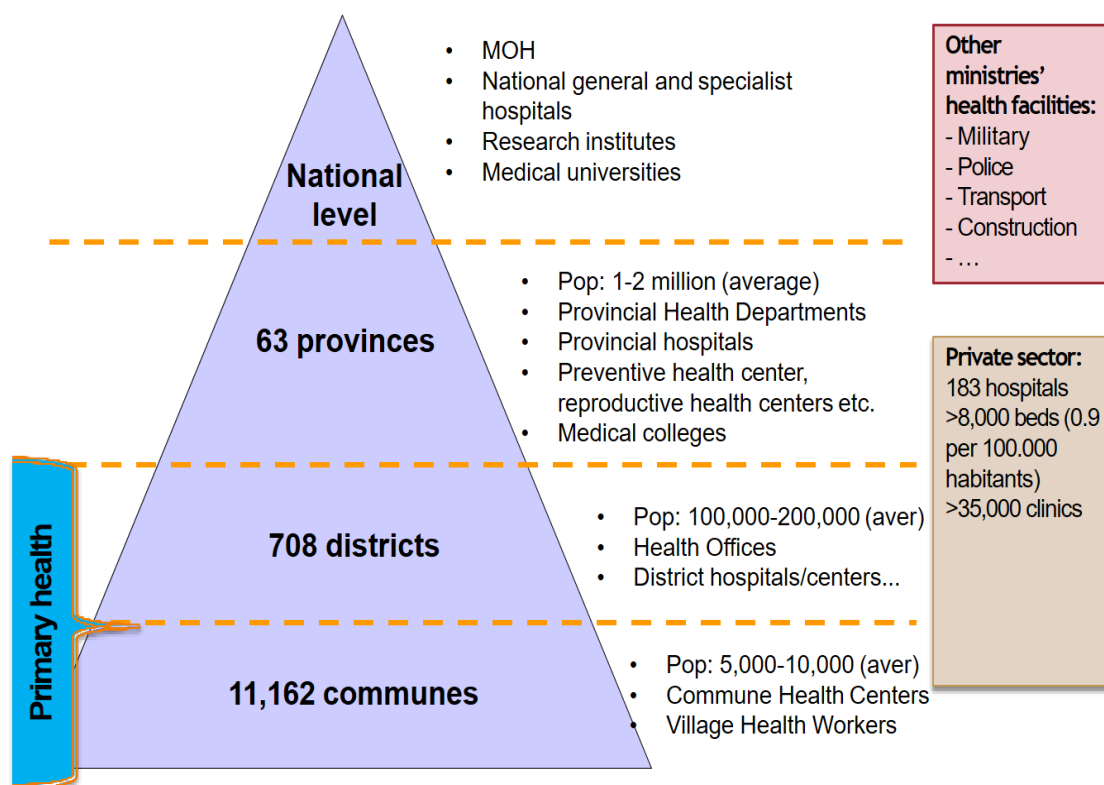 • MOH
• National general and specialist
hospitals
• Research institutes
• Medical universities
National
level
• Pop: 1-2 million (average)
• Provincial Health Departments
• Provincial hospitals
• Preventive health center,
reproductive health centers etc.
• Medical colleges
63 provinces
• Pop: 100,000-200,000 (aver)
• Health Offices
• District hospitals/centers...
708 districts
• Pop: 5,000-10,000 (aver)
• Commune Health Centers
• Village Health Workers
11,162 communes
Primary health
Other
ministries’
health facilities:
- Military
- Police
- Transport
- Construction
- …
Private sector:
183 hospitals
>8,000 beds (0.9
per 100.000
habitants)
>35,000 clinics